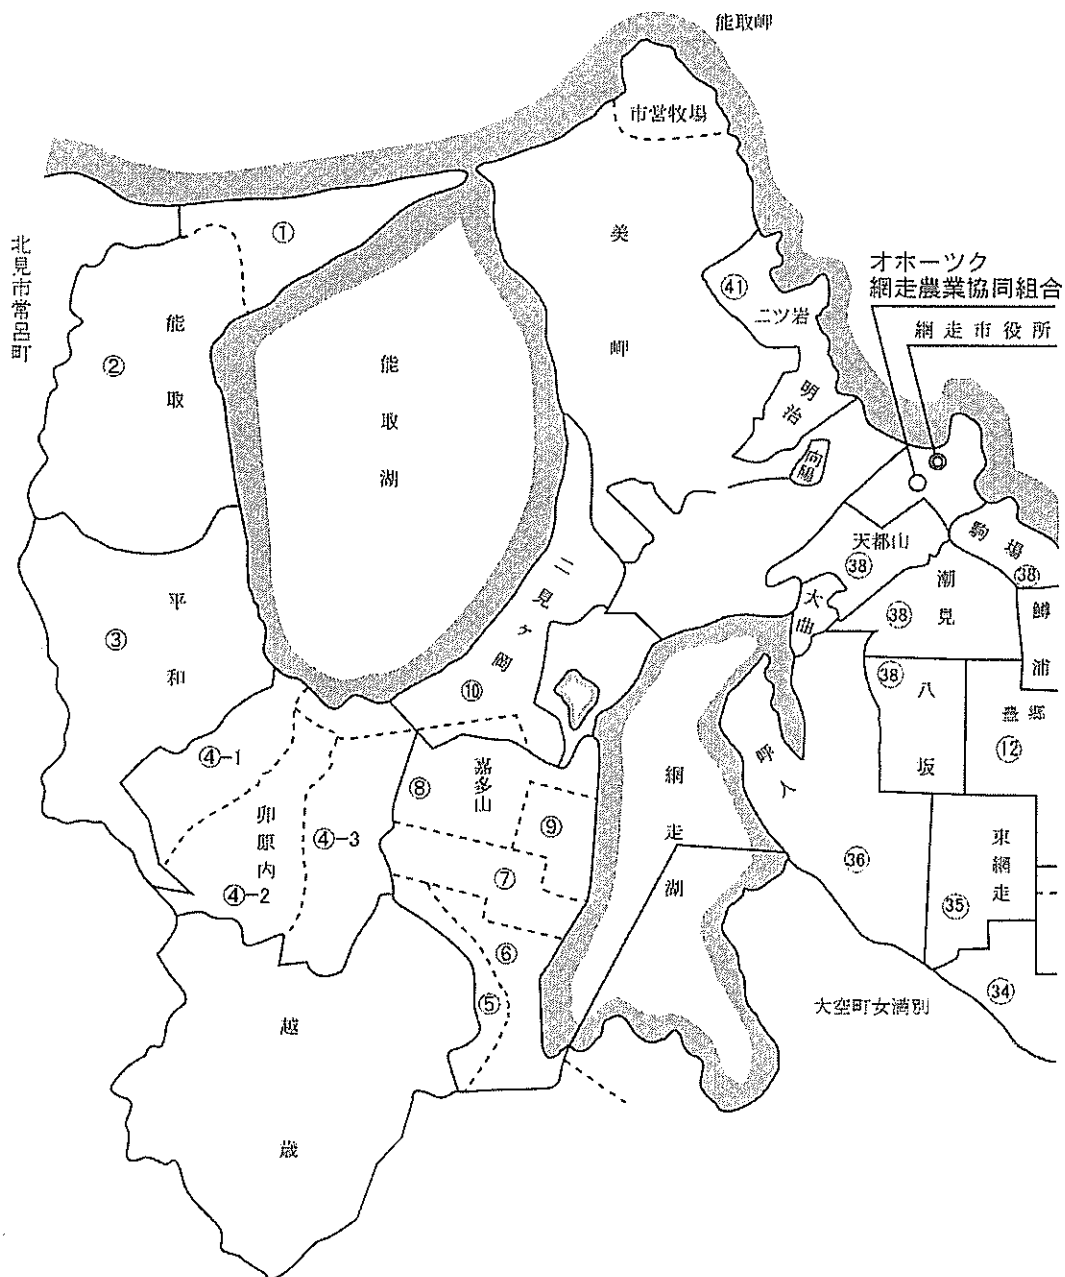 能取岬
市営牧場
①
美岬
北見市常呂町
㊶
二ツ岩
オホーツク
網走農業協同組合
網走市役所
能取
②
能取湖
明治
向陽
天都山
㊳
駒場
㊳
潮見
㊳
大曲
鱒浦
二見ヶ岡
⑩
平和
③
㊳
八坂
豊郷
⑫
④-1
卯原内
④-3
④-2
⑧
嘉多山
⑨
⑦
⑥
⑤
網走湖
呼人
㊱
東網走
㉟
㉞
大空町女満別
越歳